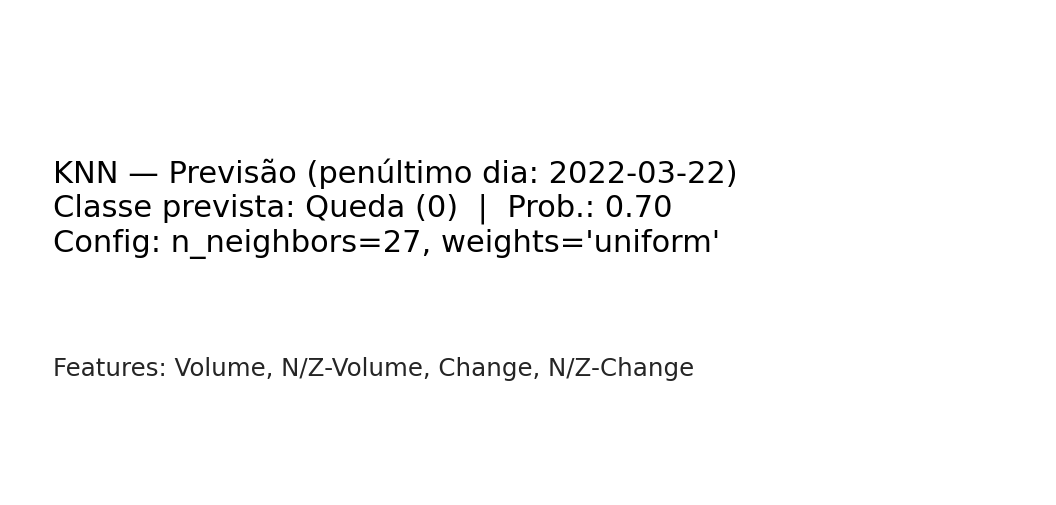 KNN — Previsão (penúltimo dia: 2022-03-22)
Classe prevista: Queda (0)  |  Prob.: 0.70
Config: n_neighbors=27, weights='uniform'
Features: Volume, N/Z-Volume, Change, N/Z-Change